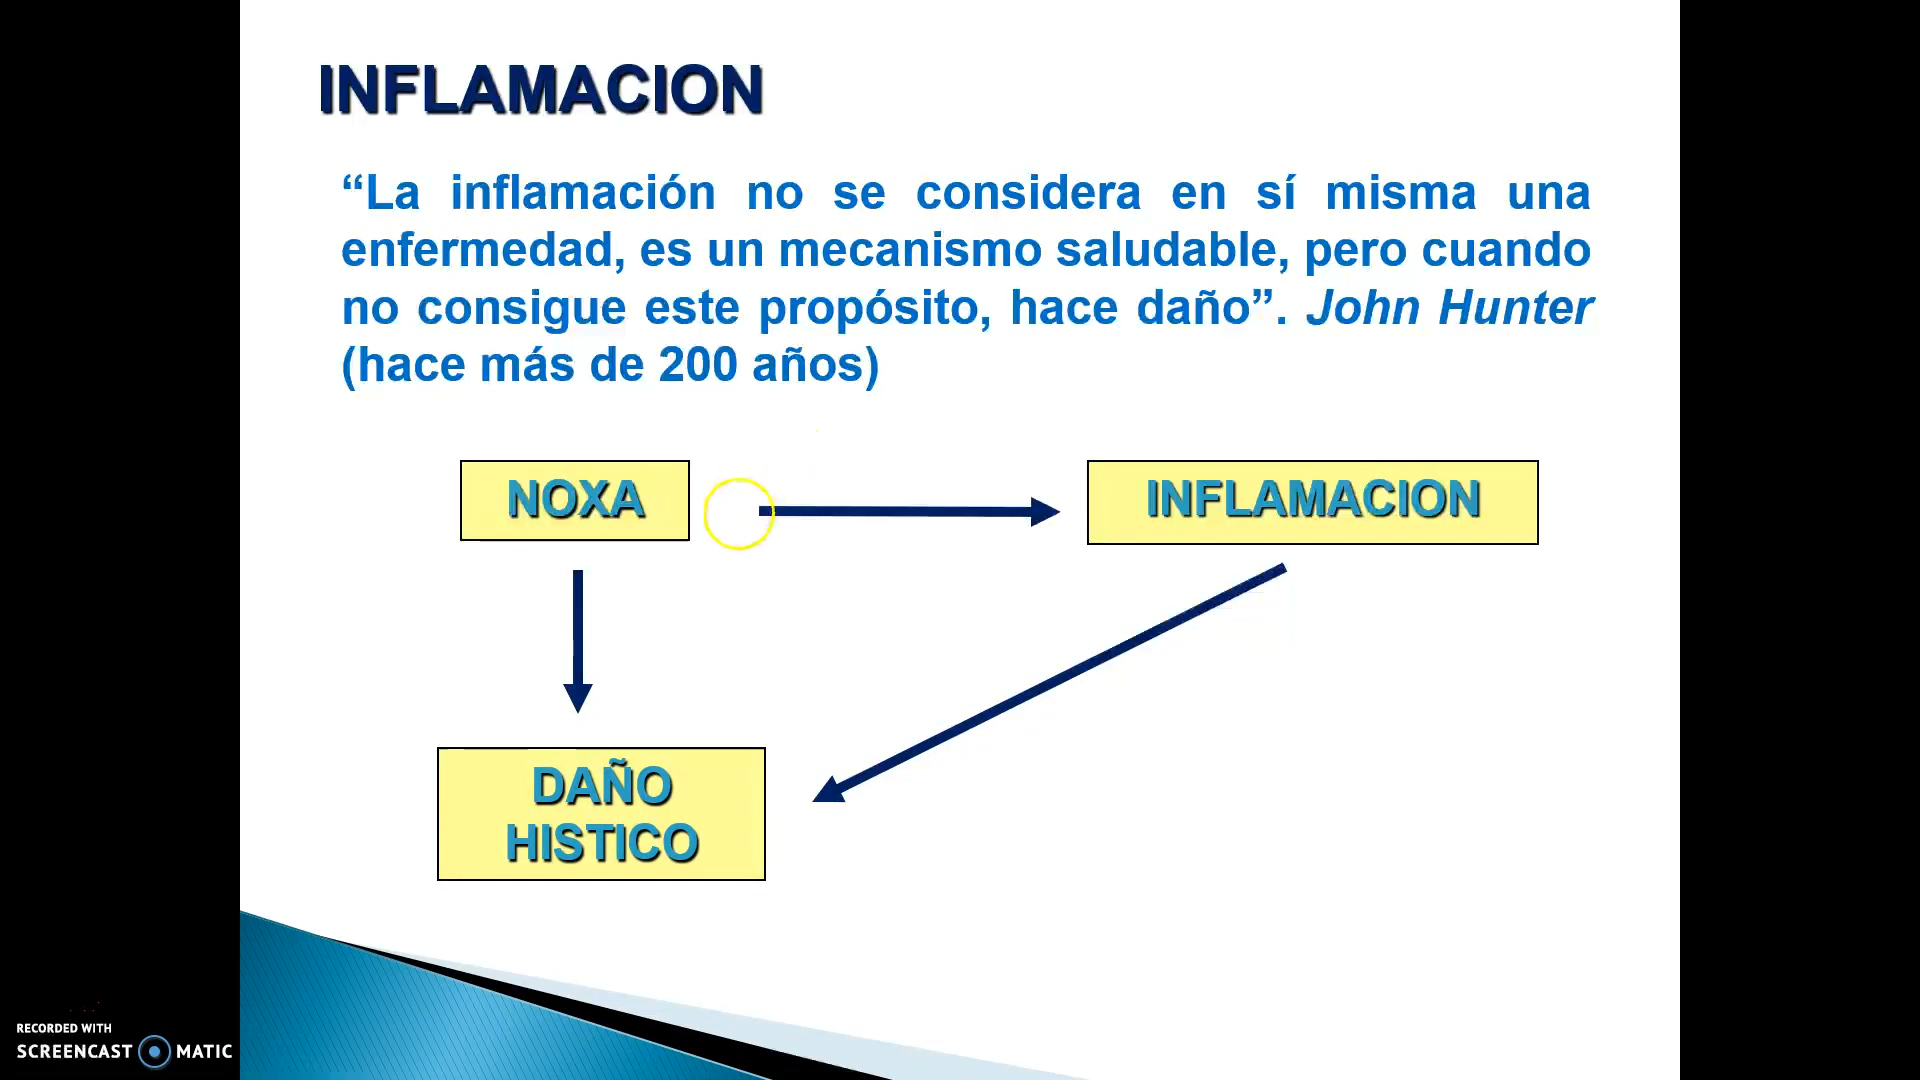 INFLAMACION
“La inflamación no se considera en sí misma una
enfermedad, es un mecanismo saludable, pero cuando
no consigue este propósito, hace daño”. John Hunter
(hace más de 200 años)
NOXA
INFLAMACION
DAÑO
HISTICO
RECORDED WITH
SCREENCAST MATIC